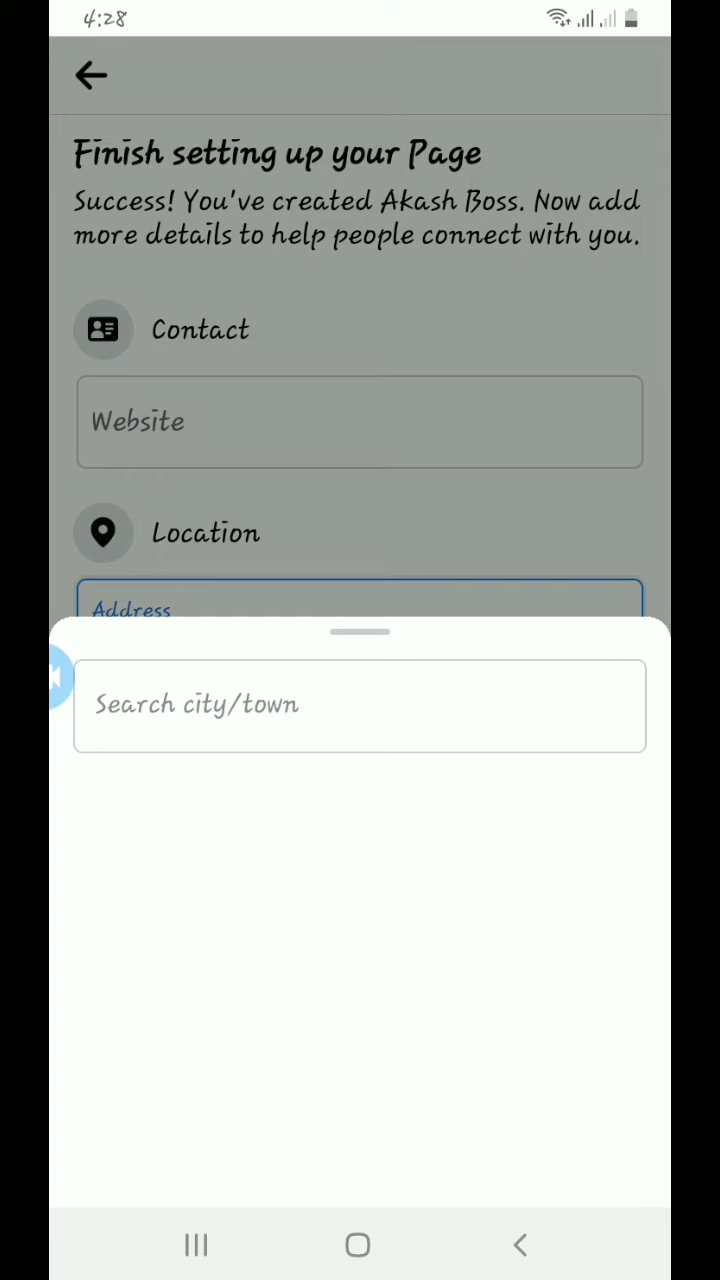 4:28
Finish setting up your Page
Success! You've created Akash Boss. Now add
more details to help people connect with you.
Contact
Website
Location
Address
Search city/town